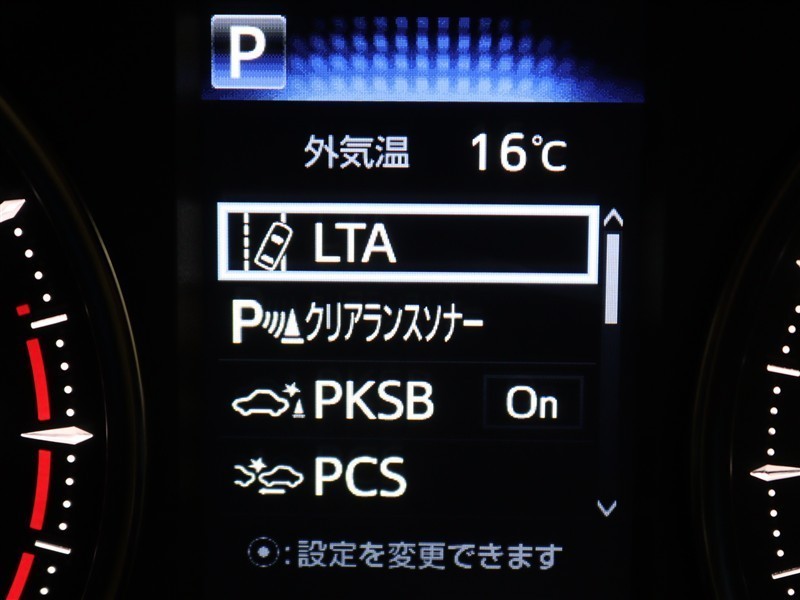 P
外気温 16℃
LTA
Pクリアランスソナー
PKSB On
PCS
:設定を変更できます